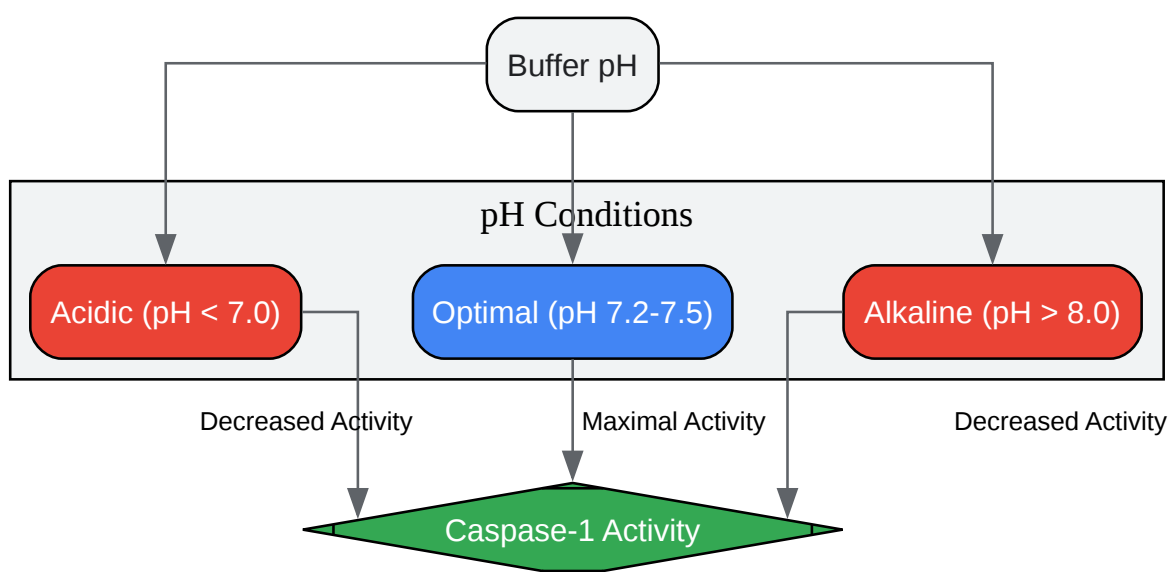 Buffer pH
pH Conditions
Acidic (pH < 7.0)
Optimal (pH 7.2-7.5)
Alkaline (pH > 8.0)
Decreased Activity
Maximal Activity
Decreased Activity
Caspase-1 Activity